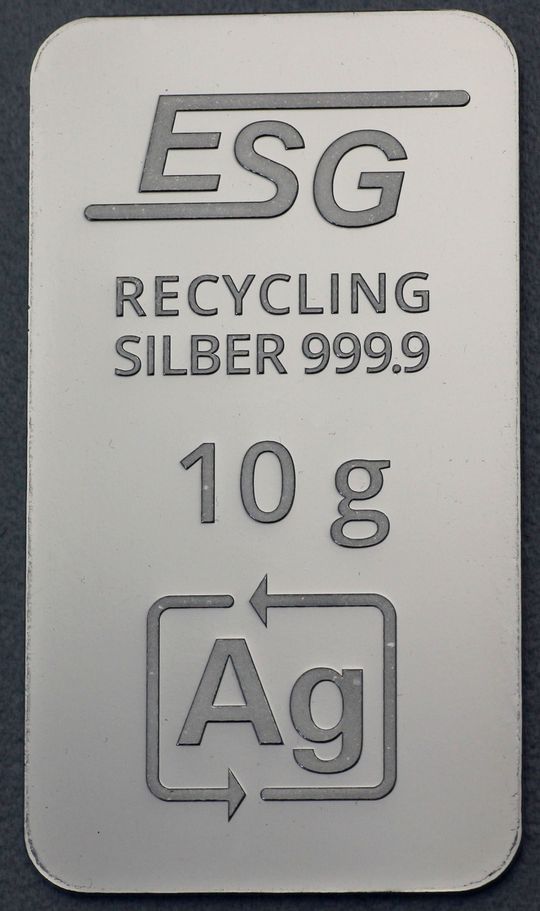 ESG
RECYCLING
SILBER 999.9
10 g
Ag